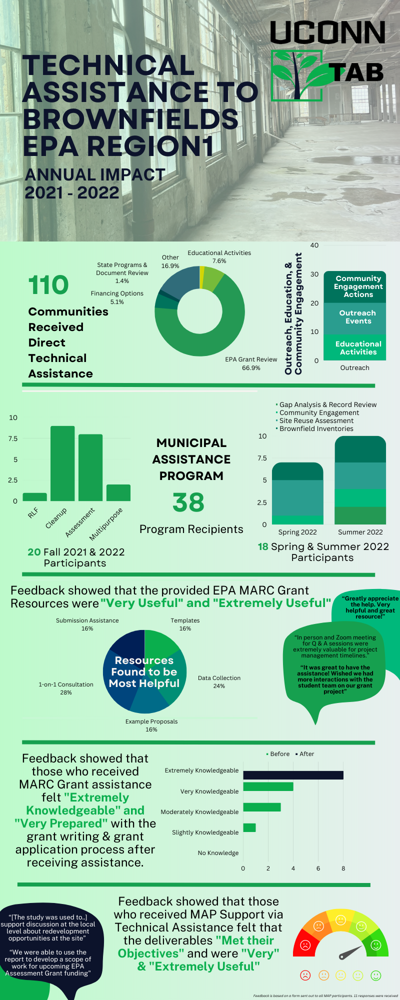 UCONN
TAB
TECHNICAL
ASSISTANCE TO
BROWNFIELDS
EPA REGION1
ANNUAL IMPACT
2021 - 2022
110
Communities
Received
Direct
Technical
Assistance
Educational Activities
7.6%
Other
16.9%
State Programs &
Document Review
1.4%
Financing Options
5.1%
EPA Grant Review
66.9%
Outreach, Education, &
Community Engagement
40
30
20
10
0
Community
Engagement
Actions
Outreach
Events
Educational
Activities
Outreach
10
7.5
5
2.5
0
RLF
Cleanup
Assessment
Multipurpose
20 Fall 2021 & 2022
Participants
MUNICIPAL
ASSISTANCE
PROGRAM
38
Program Recipients
Gap Analysis & Record Review
Community Engagement
Site Reuse Assessment
Brownfield Inventories
10
7.5
5
2.5
0
Spring 2022
Summer 2022
18 Spring & Summer 2022
Participants
Feedback showed that the provided EPA MARC Grant
Resources were "Very Useful" and "Extremely Useful"
Submission Assistance
16%
Templates
16%
1-on-1 Consultation
28%
Data Collection
24%
Example Proposals
16%
Resources
Found to be
Most Helpful
“Greatly appreciate
the help. Very
helpful and great
resource!”
“In person and Zoom meeting
for Q & A sessions were
extremely valuable for project
management timelines.”
“It was great to have the
assistance! Wished we had
more interactions with the
student team on our grant
project”
Feedback showed that
those who received
MARC Grant assistance
felt "Extremely
Knowledgeable" and
"Very Prepared" with the
grant writing & grant
application process after
receiving assistance.
Before After
Extremely Knowledgeable
Very Knowledgeable
Moderately Knowledgeable
Slightly Knowledgeable
No Knowledge
0 2 4 6 8
“[The study was used to..]
support discussion at the local
level about redevelopment
opportunities at the site”
“We were able to use the
report to develop a scope of
work for upcoming EPA
Assessment Grant funding"
Feedback showed that those
who received MAP Support via
Technical Assistance felt that
the deliverables "Met their
Objectives" and were "Very"
& "Extremely Useful"
Feedback is based on a form sent out to all MAP participants. 11 responses were received